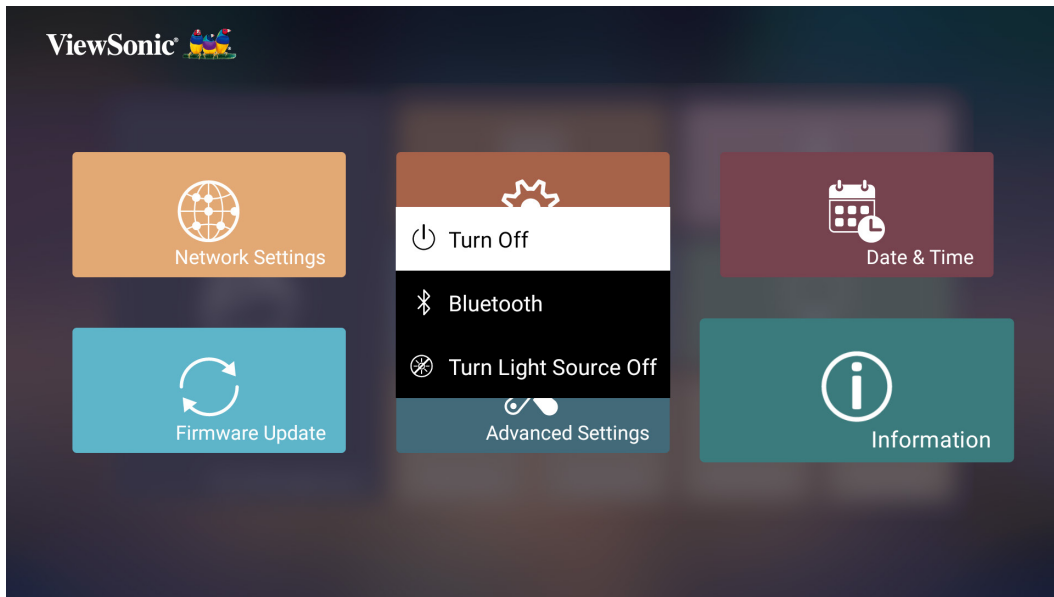 ViewSonic®
Network Settings
Date & Time
Turn Off
Bluetooth
Turn Light Source Off
Firmware Update
Advanced Settings
Information